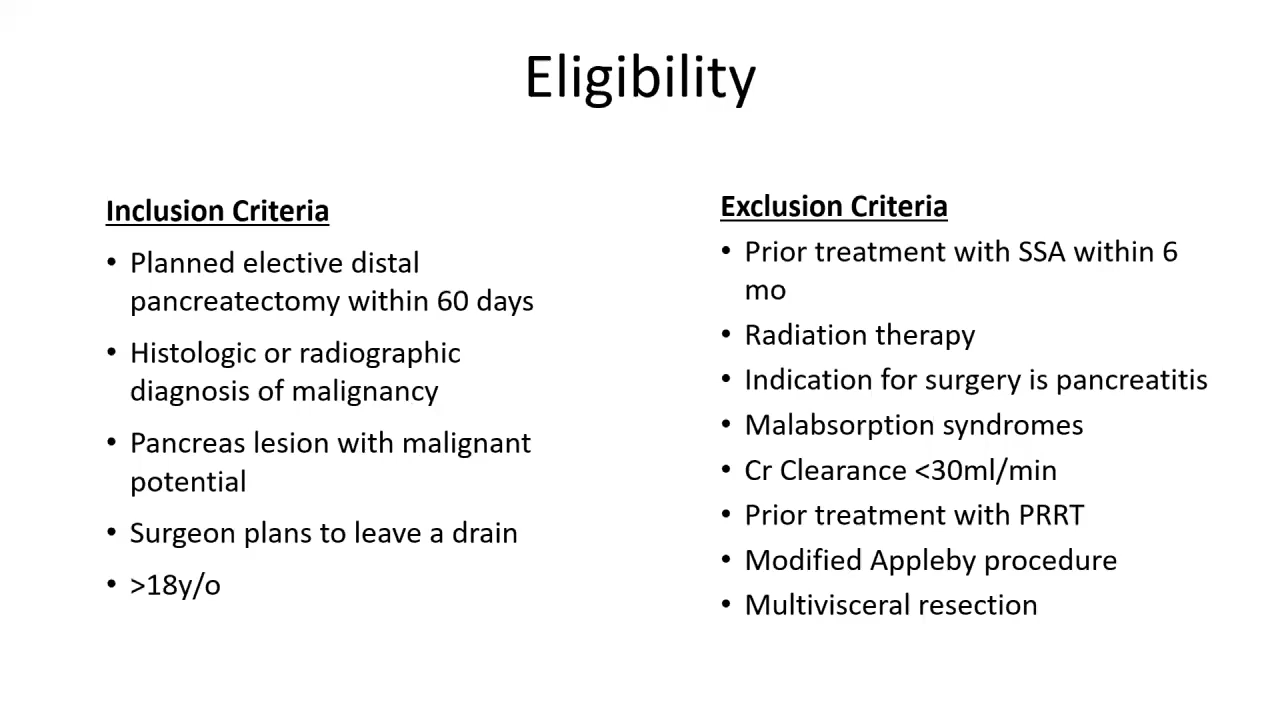 Eligibility
Inclusion Criteria
• Planned elective distal
pancreatectomy within 60 days
• Histologic or radiographic
diagnosis of malignancy
• Pancreas lesion with malignant
potential
• Surgeon plans to leave a drain
• >18y/o
Exclusion Criteria
• Prior treatment with SSA within 6
mo
• Radiation therapy
• Indication for surgery is pancreatitis
• Malabsorption syndromes
• Cr Clearance <30ml/min
• Prior treatment with PRRT
• Modified Appleby procedure
• Multivisceral resection